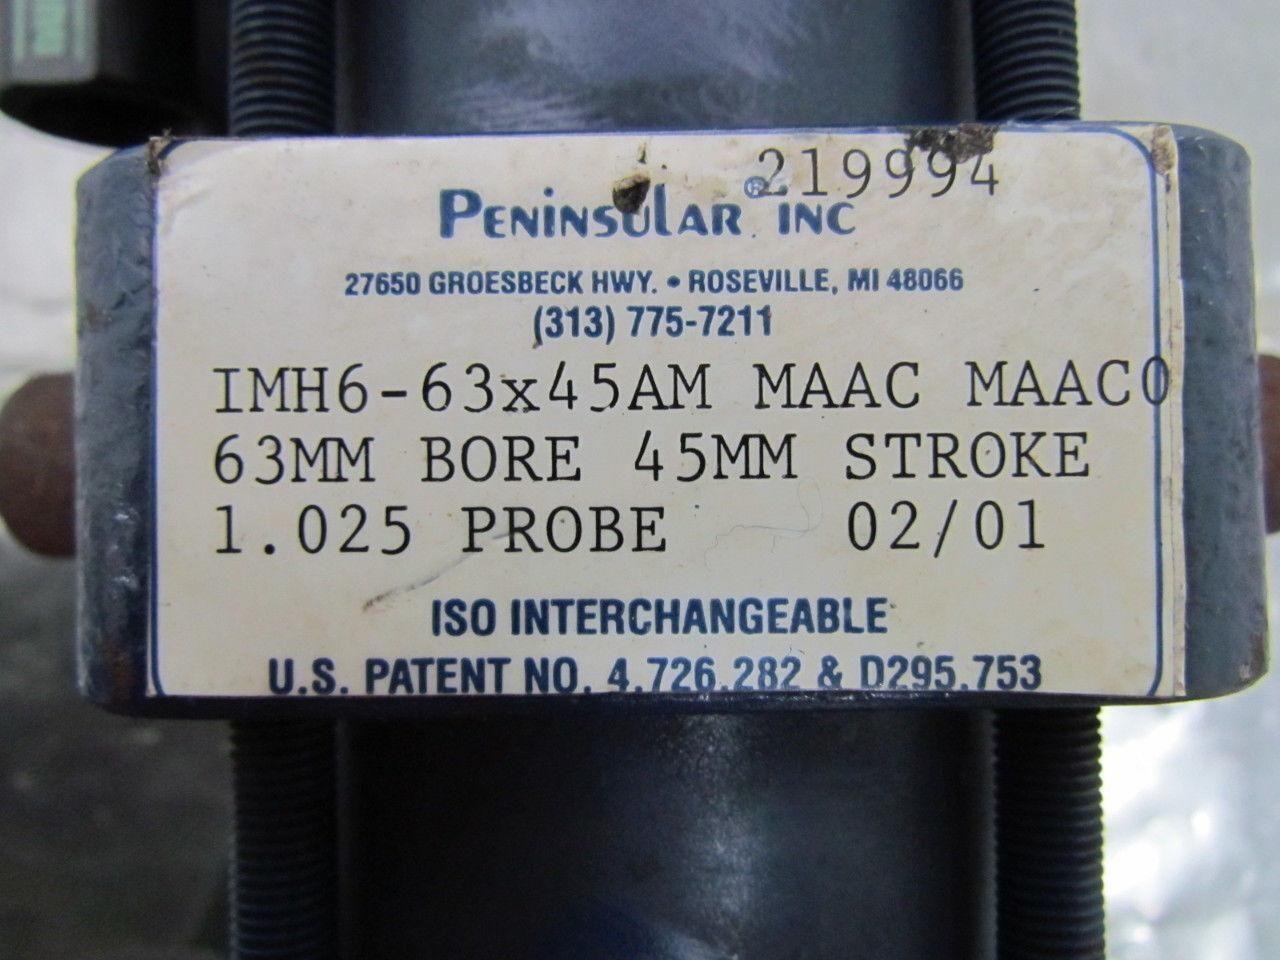 219994
PENINSULAR® INC
27650 GROESBECK HWY. • ROSEVILLE, MI 48066
(313) 775-7211
IMH6-63x45AM MAAC MAAC0
63MM BORE 45MM STROKE
1.025 PROBE 02/01
ISO INTERCHANGEABLE
U.S. PATENT NO. 4,726,282 & D295,753